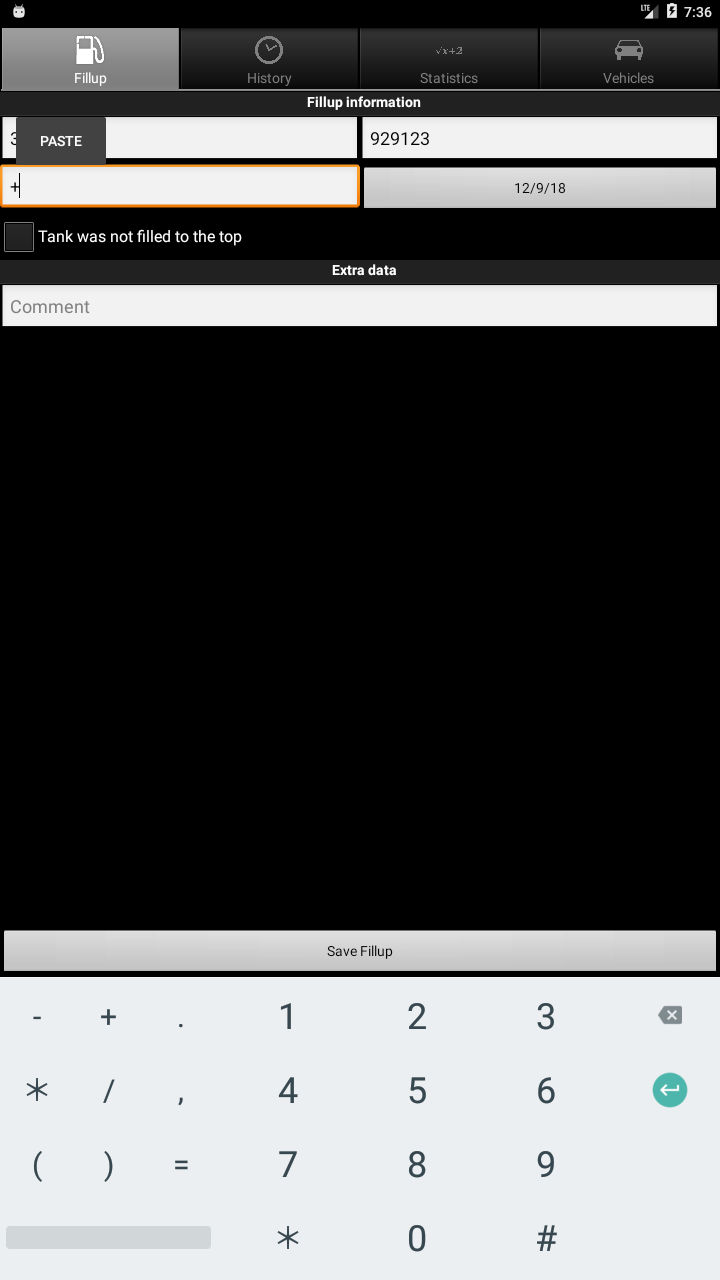 LTE 7:36
Fillup History √x+2 Statistics Vehicles
Fillup information
3 PASTE 929123
+ 12/9/18
Tank was not filled to the top
Extra data
Comment
Save Fillup
- + . 1 2 3
* / , 4 5 6
( ) = 7 8 9
* 0 #